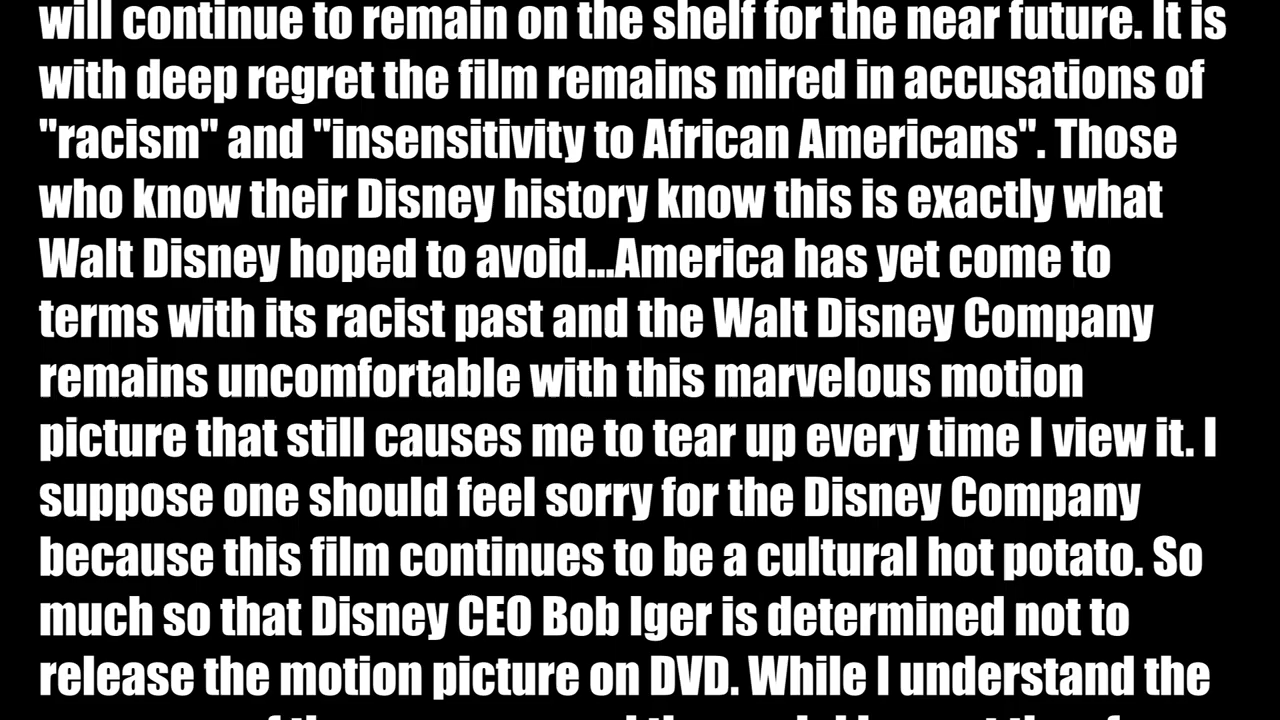 will continue to remain on the shelf for the near future. It is
with deep regret the film remains mired in accusations of
"racism" and "insensitivity to African Americans". Those
who know their Disney history know this is exactly what
Walt Disney hoped to avoid...America has yet come to
terms with its racist past and the Walt Disney Company
remains uncomfortable with this marvelous motion
picture that still causes me to tear up every time I view it. I
suppose one should feel sorry for the Disney Company
because this film continues to be a cultural hot potato. So
much so that Disney CEO Bob Iger is determined not to
release the motion picture on DVD. While I understand the